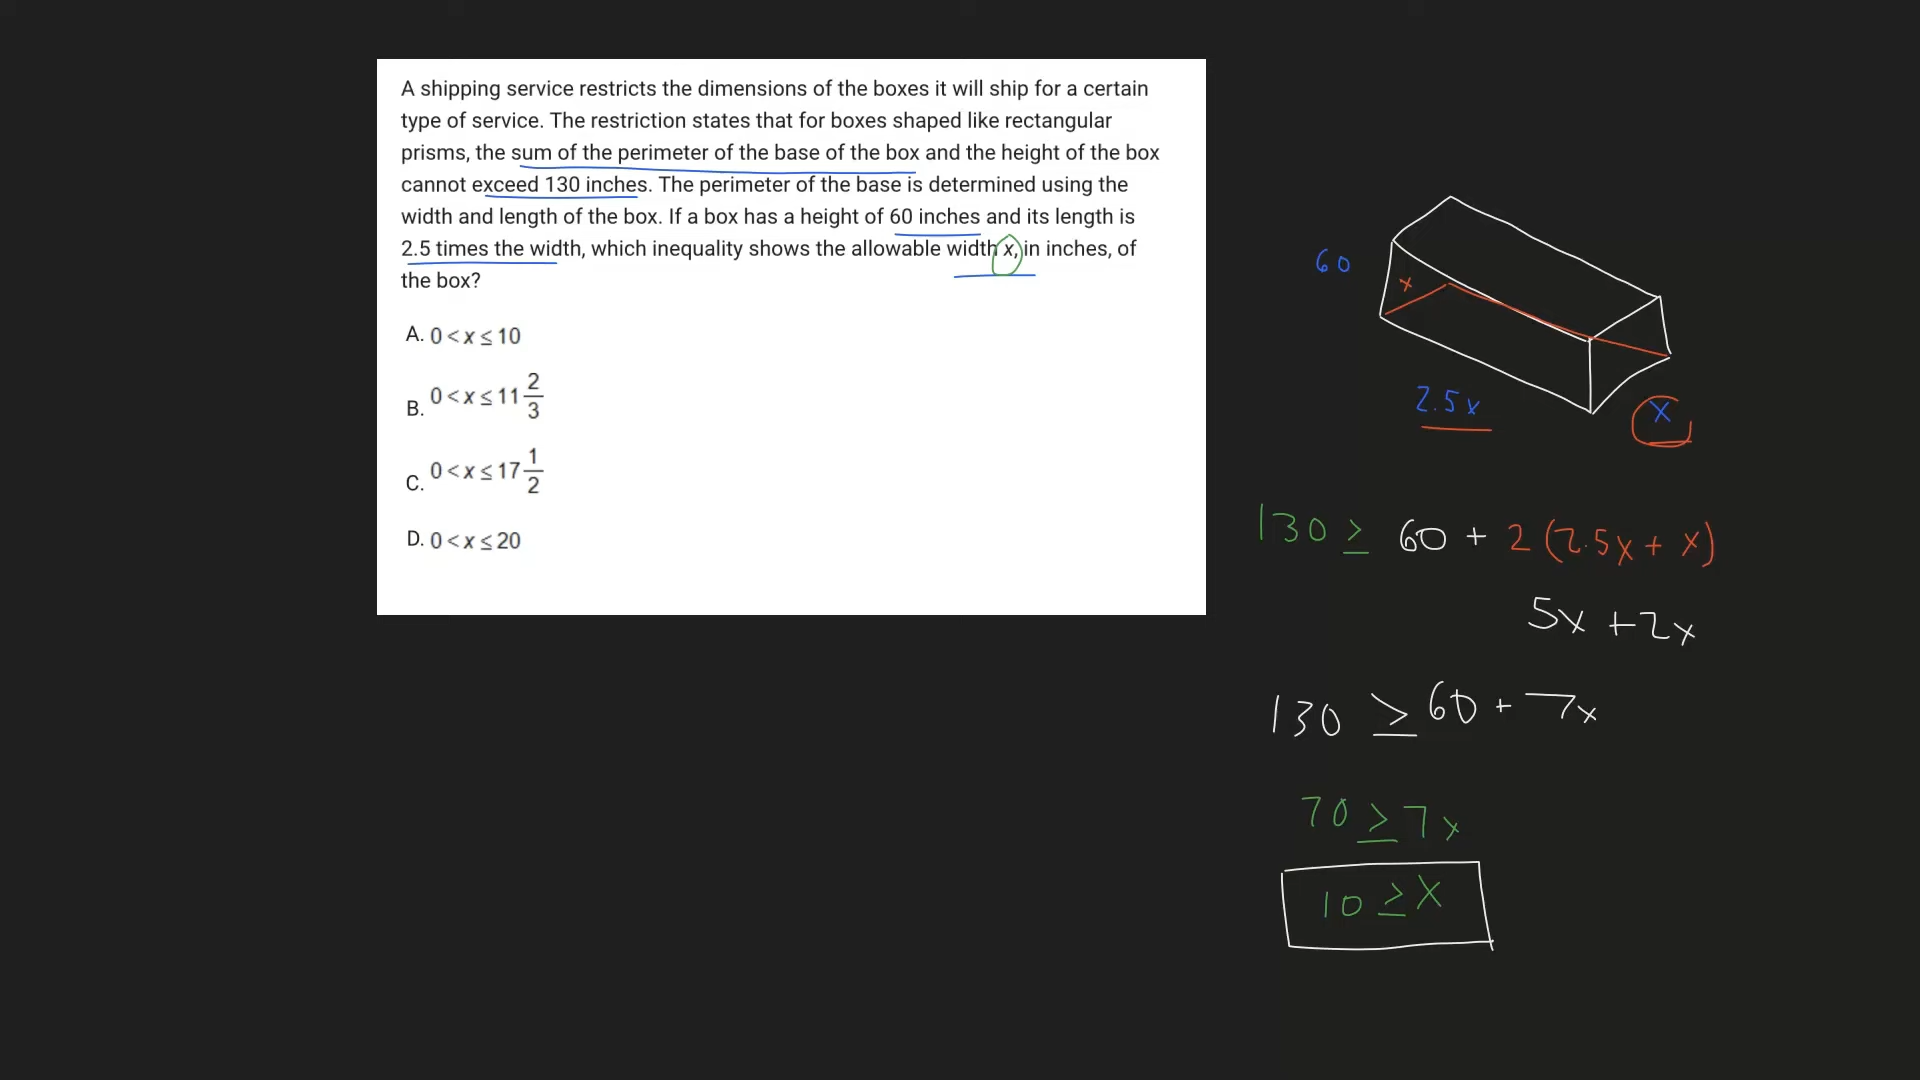 A shipping service restricts the dimensions of the boxes it will ship for a certain
type of service. The restriction states that for boxes shaped like rectangular
prisms, the sum of the perimeter of the base of the box and the height of the box
cannot exceed 130 inches. The perimeter of the base is determined using the
width and length of the box. If a box has a height of 60 inches and its length is
2.5 times the width, which inequality shows the allowable width x, in inches, of
the box?
A. 0 < x ≤ 10
B. 0 < x ≤ 11 2/3
C. 0 < x ≤ 17 1/2
D. 0 < x ≤ 20
60
x
2.5x
x
130 ≥ 60 + 2(2.5x + x)
5x + 2x
130 ≥ 60 + 7x
70 ≥ 7x
10 ≥ x